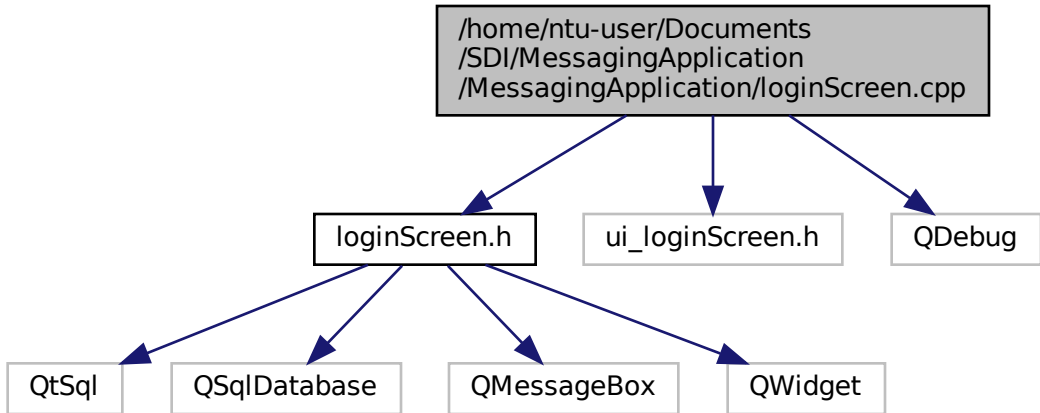 /home/ntu-user/Documents
/SDI/MessagingApplication
/MessagingApplication/loginScreen.cpp
loginScreen.h
ui_loginScreen.h
QDebug
QtSql
QSqlDatabase
QMessageBox
QWidget